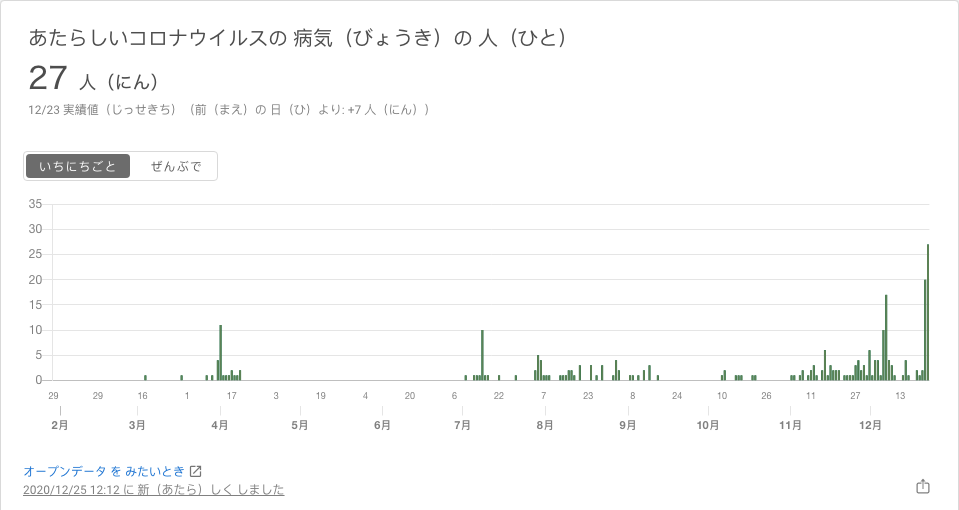 あたらしいコロナウイルスの 病気（びょうき）の 人（ひと）
27 人（にん）
12/23 実績値（じっせきち）（前（まえ）の 日（ひ）より: +7 人（にん））
いちにちごと ぜんぶで
35
30
25
20
15
10
5
0
29 29 16 1 17 3 19 4 20 6 22 7 23 8 24 10 26 11 27 13
2月 3月 4月 5月 6月 7月 8月 9月 10月 11月 12月
オープンデータ を みたいとき
2020/12/25 12:12 に 新（あたら）しく しました